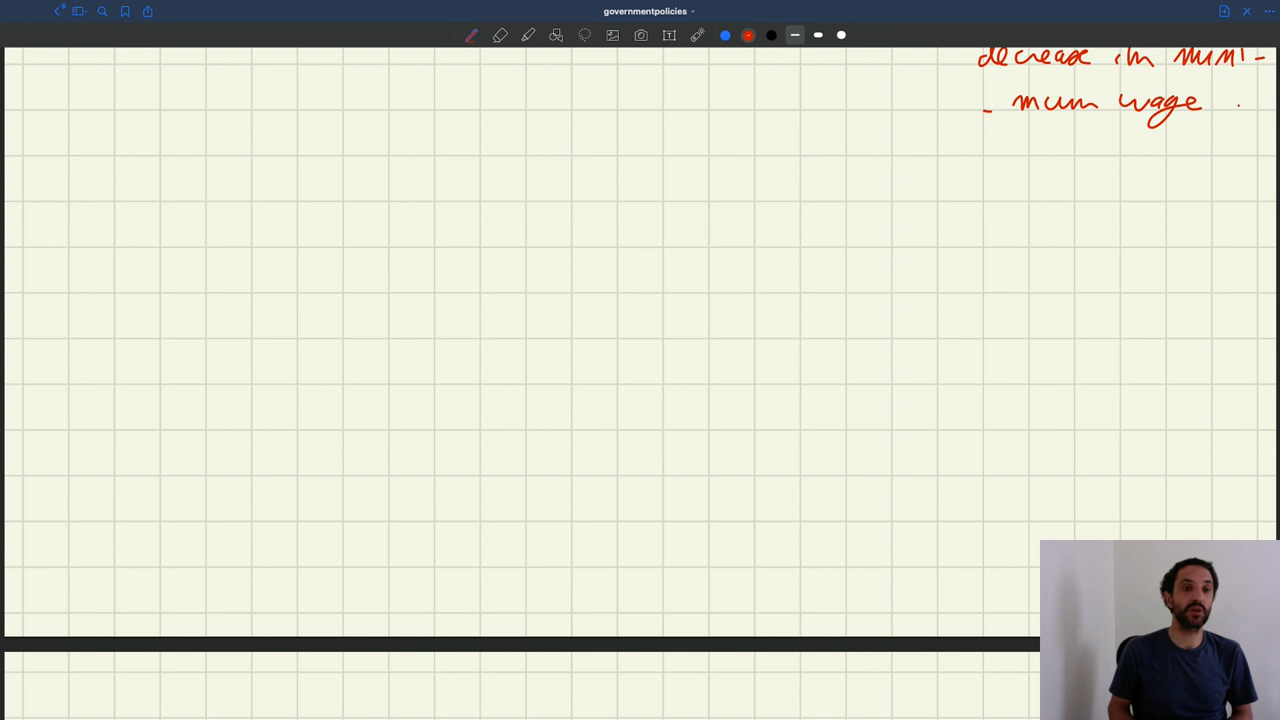 governmentpolicies
decrease in mini-
- mum wage .